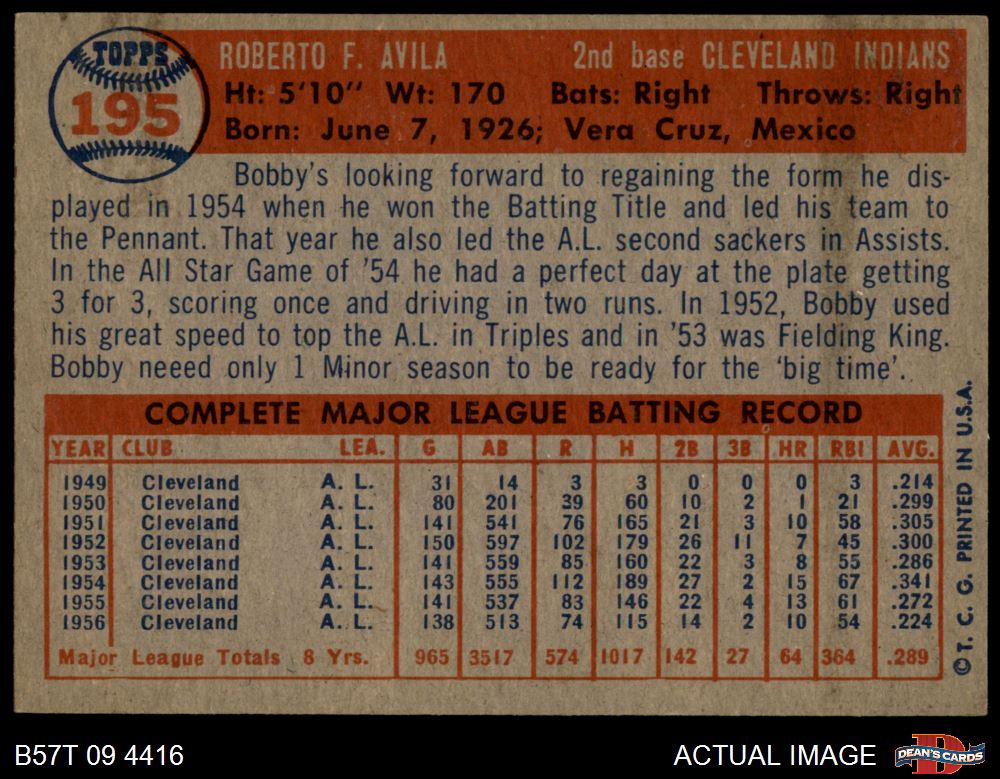 TOPPS
195
ROBERTO F. AVILA 2nd base CLEVELAND INDIANS
Ht: 5'10" Wt: 170 Bats: Right Throws: Right
Born: June 7, 1926; Vera Cruz, Mexico
Bobby's looking forward to regaining the form he dis-
played in 1954 when he won the Batting Title and led his team to
the Pennant. That year he also led the A.L. second sackers in Assists.
In the All Star Game of '54 he had a perfect day at the plate getting
3 for 3, scoring once and driving in two runs. In 1952, Bobby used
his great speed to top the A.L. in Triples and in '53 was Fielding King.
Bobby neeed only 1 Minor season to be ready for the 'big time'.
COMPLETE MAJOR LEAGUE BATTING RECORD
YEAR CLUB LEA. G AB R H 2B 3B HR RBI AVG.
1949 Cleveland A. L. 31 14 3 3 0 0 0 3 .214
1950 Cleveland A. L. 80 201 39 60 10 2 1 21 .299
1951 Cleveland A. L. 141 541 76 165 21 3 10 58 .305
1952 Cleveland A. L. 150 597 102 179 26 11 7 45 .300
1953 Cleveland A. L. 141 559 85 160 22 3 8 55 .286
1954 Cleveland A. L. 143 555 112 189 27 2 15 67 .341
1955 Cleveland A. L. 141 537 83 146 22 4 13 61 .272
1956 Cleveland A. L. 138 513 74 115 14 2 10 54 .224
Major League Totals 8 Yrs. 965 3517 574 1017 142 27 64 364 .289
© T. C. G. PRINTED IN U.S.A.
B57T 09 4416 ACTUAL IMAGE
DEAN'S CARDS